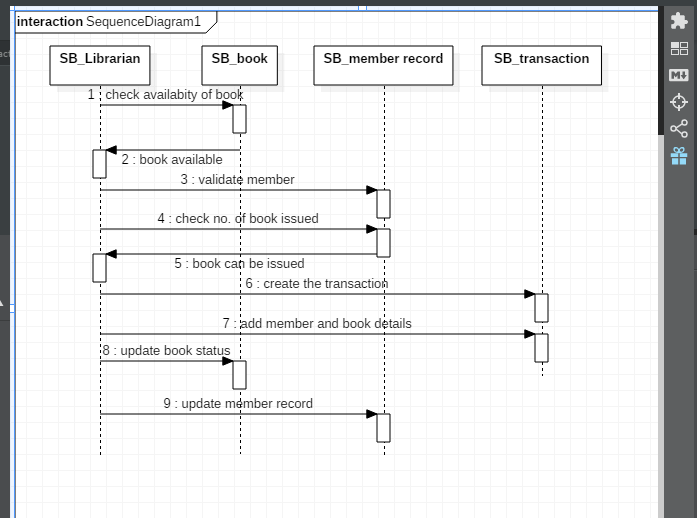 interaction SequenceDiagram1
SB_Librarian
SB_book
SB_member record
SB_transaction
1 : check availabity of book
2 : book available
3 : validate member
4 : check no. of book issued
5 : book can be issued
6 : create the transaction
7 : add member and book details
8 : update book status
9 : update member record
M